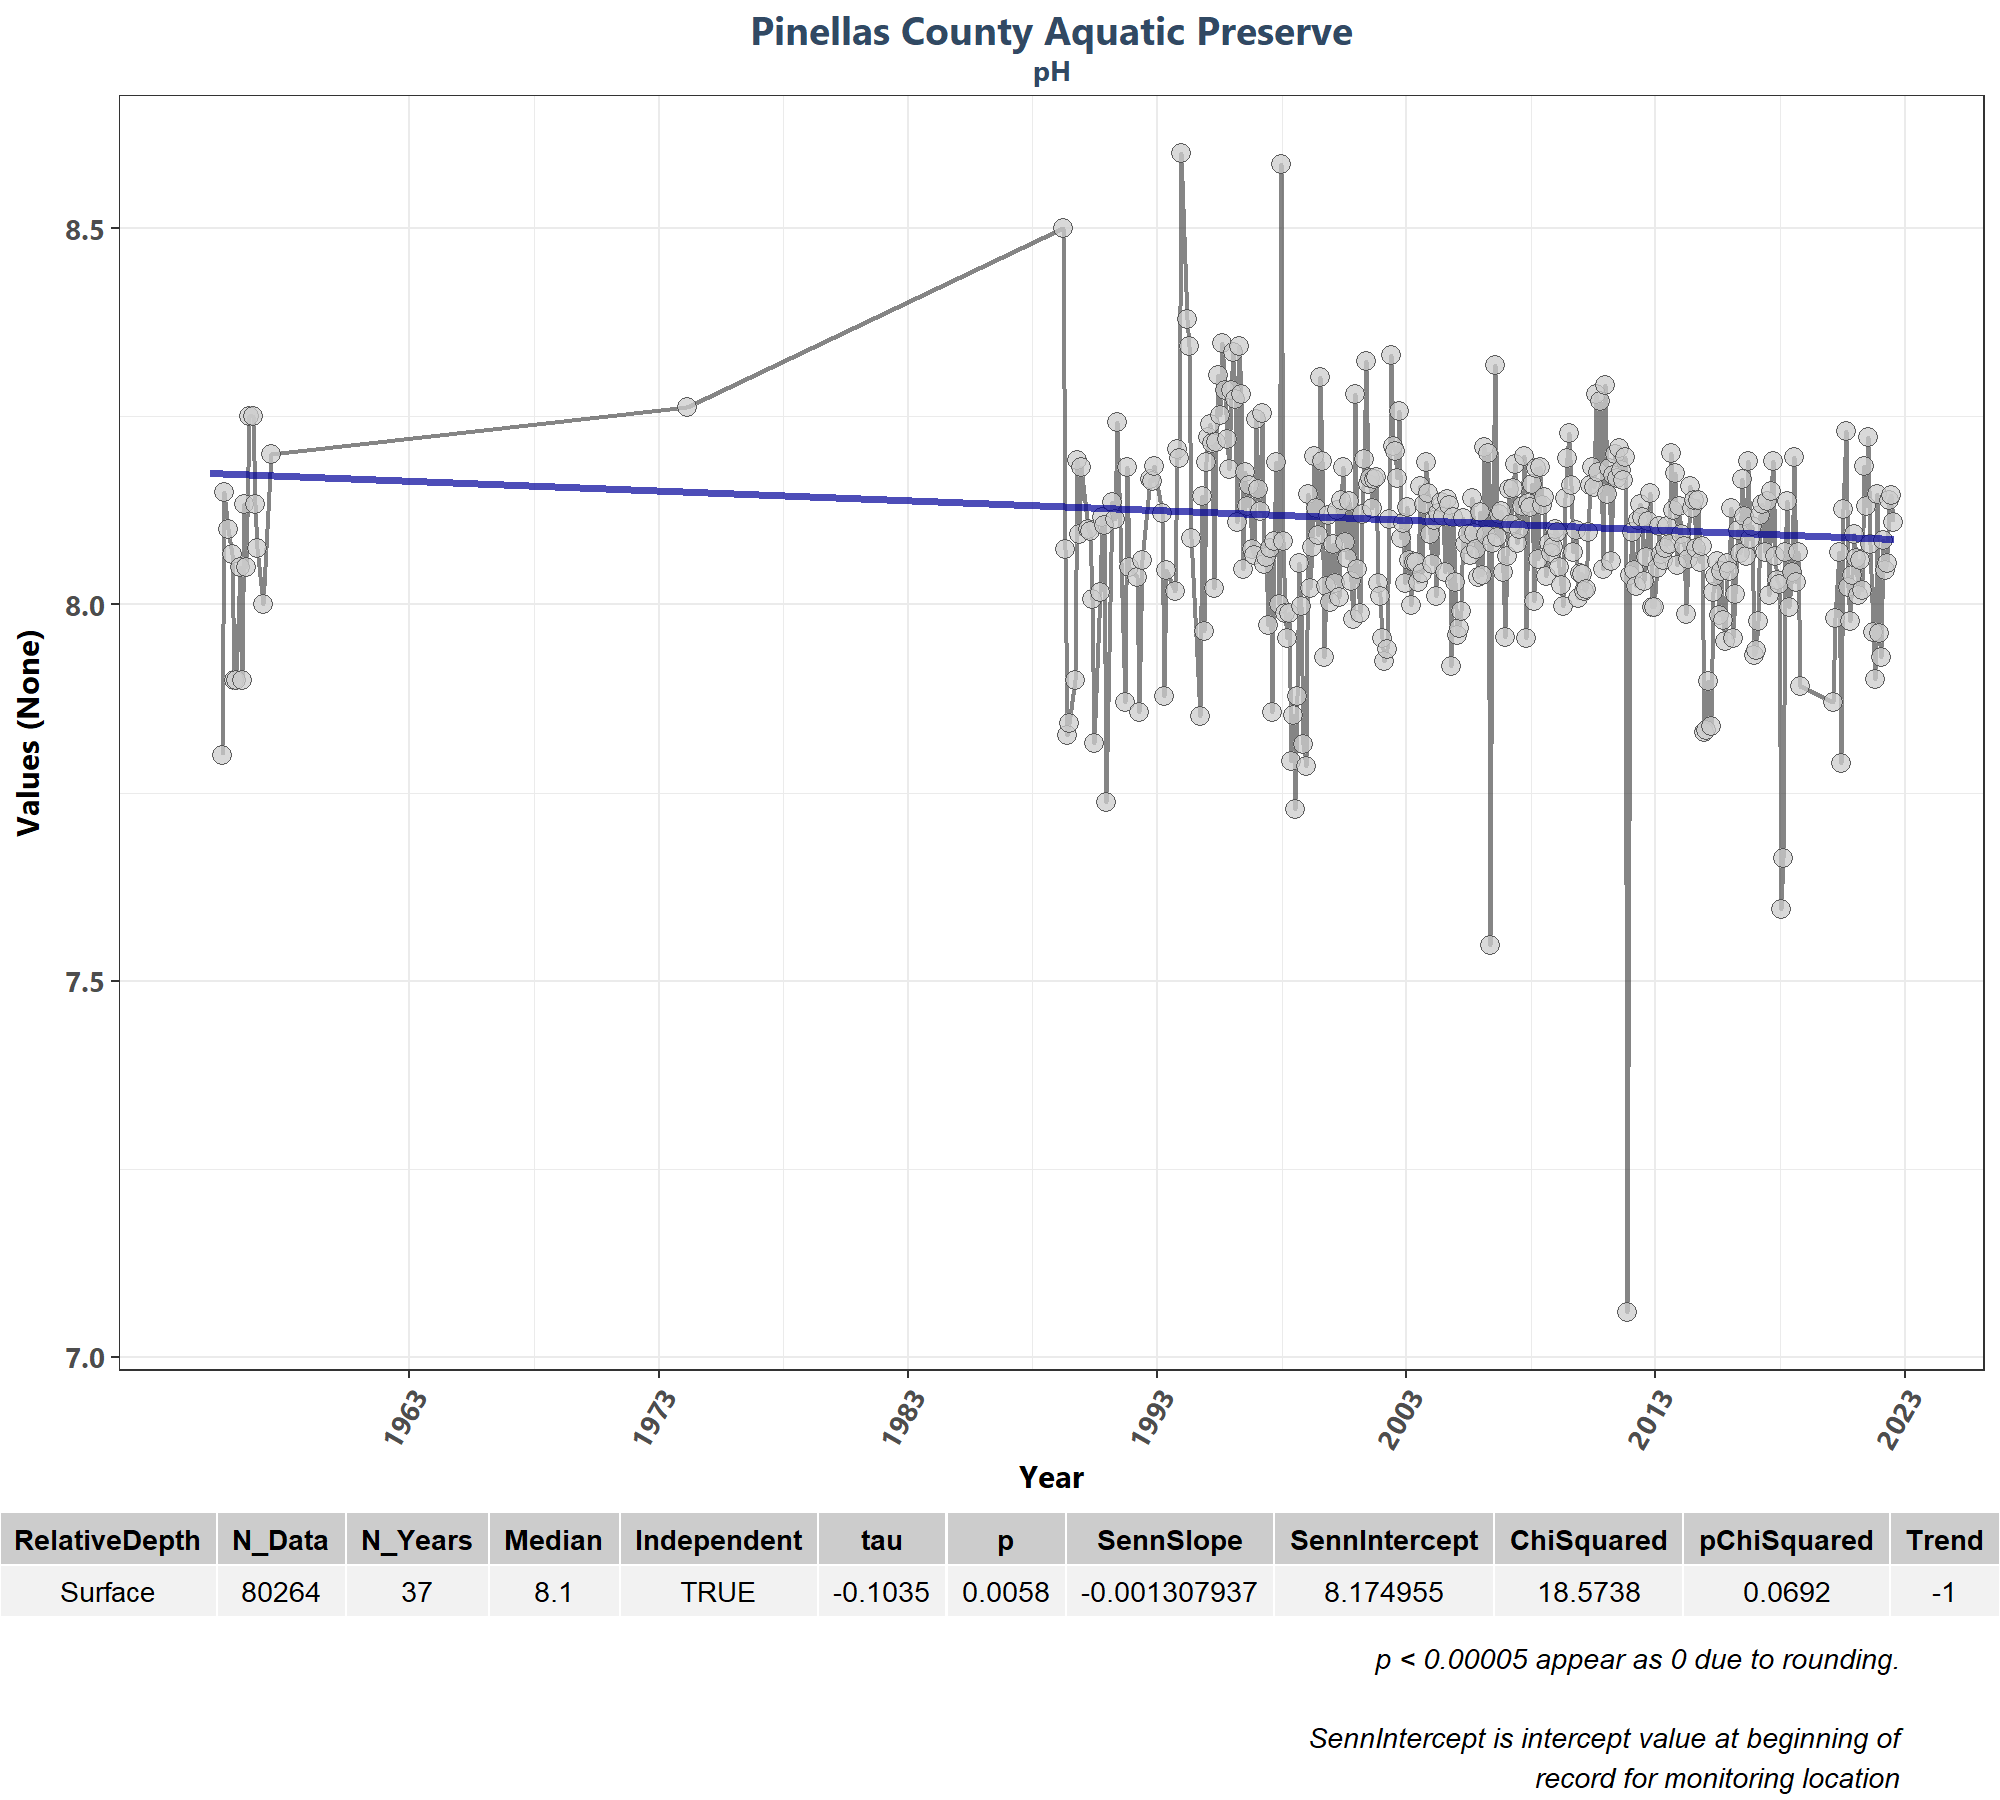 Pinellas County Aquatic Preserve
pH
Values (None)
8.5
8.0
7.5
7.0
1963 1973 1983 1993 2003 2013 2023
Year
RelativeDepth N_Data N_Years Median Independent tau p SennSlope SennIntercept ChiSquared pChiSquared Trend
Surface 80264 37 8.1 TRUE -0.1035 0.0058 -0.001307937 8.174955 18.5738 0.0692 -1
p < 0.00005 appear as 0 due to rounding.
SennIntercept is intercept value at beginning of
record for monitoring location